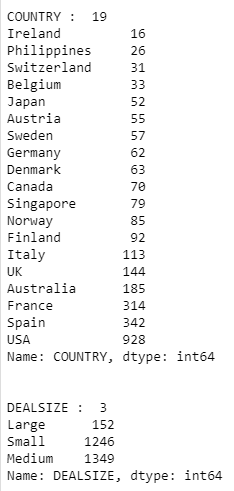 COUNTRY :  19
Ireland          16
Philippines      26
Switzerland      31
Belgium          33
Japan            52
Austria          55
Sweden           57
Germany          62
Denmark          63
Canada           70
Singapore        79
Norway           85
Finland          92
Italy           113
UK              144
Australia       185
France          314
Spain           342
USA             928
Name: COUNTRY, dtype: int64
DEALSIZE :  3
Large      152
Small     1246
Medium    1349
Name: DEALSIZE, dtype: int64